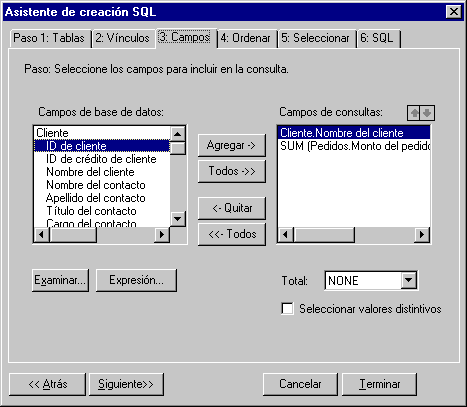 Asistente de creación SQL
Paso 1: Tablas 2: Vínculos 3: Campos 4: Ordenar 5: Seleccionar 6: SQL
Paso: Seleccione los campos para incluir en la consulta.
Campos de base de datos: Campos de consultas:
Cliente
ID de cliente
ID de crédito de cliente
Nombre del cliente
Nombre del contacto
Apellido del contacto
Título del contacto
Cargo del contacto
Agregar ->
Todos ->>
<- Quitar
<<- Todos
Cliente.Nombre del cliente
SUM (Pedidos.Monto del pedido
Examinar... Expresión...
Total: NONE
Seleccionar valores distintivos
<< Atrás Siguiente>> Cancelar Terminar